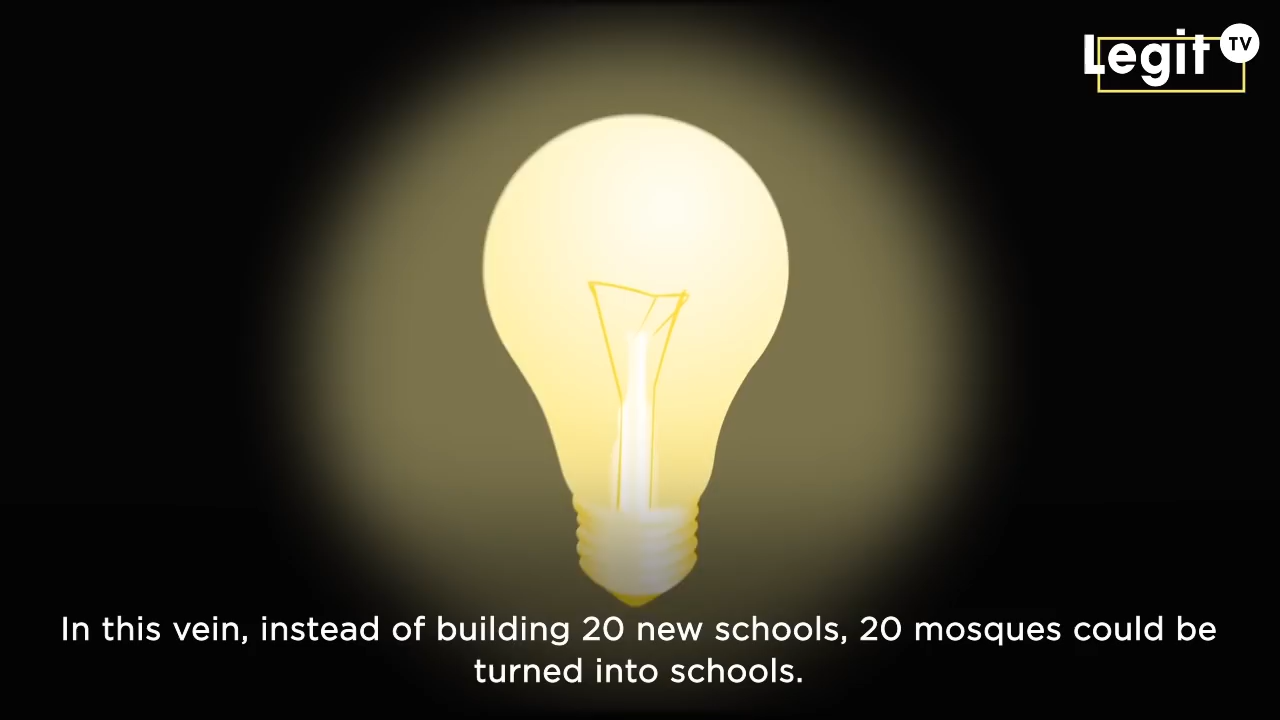 Legit TV
In this vein, instead of building 20 new schools, 20 mosques could be
turned into schools.